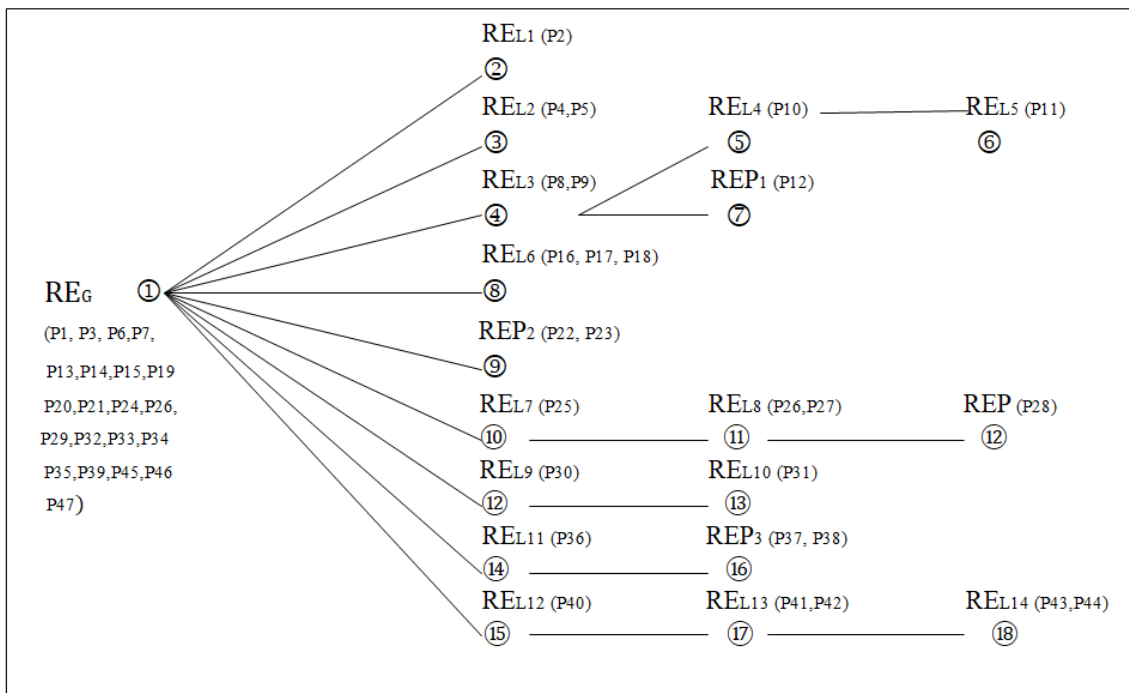 REL1 (P2)
②
REL2 (P4,P5) REL4 (P10) REL5 (P11)
③ ⑤ ⑥
REL3 (P8,P9) REP1 (P12)
④ ⑦
REL6 (P16, P17, P18)
REG ① ⑧
(P1, P3, P6,P7, REP2 (P22, P23)
P13,P14,P15,P19 ⑨
P20,P21,P24,P26, REL7 (P25) REL8 (P26,P27) REP (P28)
P29,P32,P33,P34 ⑩ ⑪ ⑫
P35,P39,P45,P46 REL9 (P30) REL10 (P31)
P47) ⑫ ⑬
REL11 (P36) REP3 (P37, P38)
⑭ ⑯
REL12 (P40) REL13 (P41,P42) REL14 (P43,P44)
⑮ ⑰ ⑱